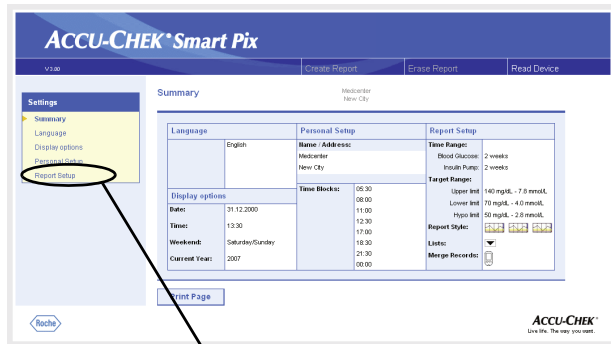 ACCU-CHEK® Smart Pix
V 3.00
Create Report
Erase Report
Read Device
Settings
Summary
Language
Display options
Personal Setup
Report Setup
Summary
Medcenter
New City
Language
English
Display options
Date: 31.12.2000
Time: 13:30
Weekend: Saturday/Sunday
Current Year: 2007
Personal Setup
Name / Address:
Medcenter
New City
Time Blocks: 05:30
08:00
11:00
12:30
17:00
18:30
21:30
00:00
Report Setup
Time Range:
Blood Glucose: 2 weeks
Insulin Pump: 2 weeks
Target Range:
Upper limit 140 mg/dL - 7.8 mmol/L
Lower limit 70 mg/dL - 4.0 mmol/L
Hypo limit 50 mg/dL - 2.8 mmol/L
Report Style:
Lists:
Merge Records:
Print Page
Roche
ACCU-CHEK®
Live life. The way you want.